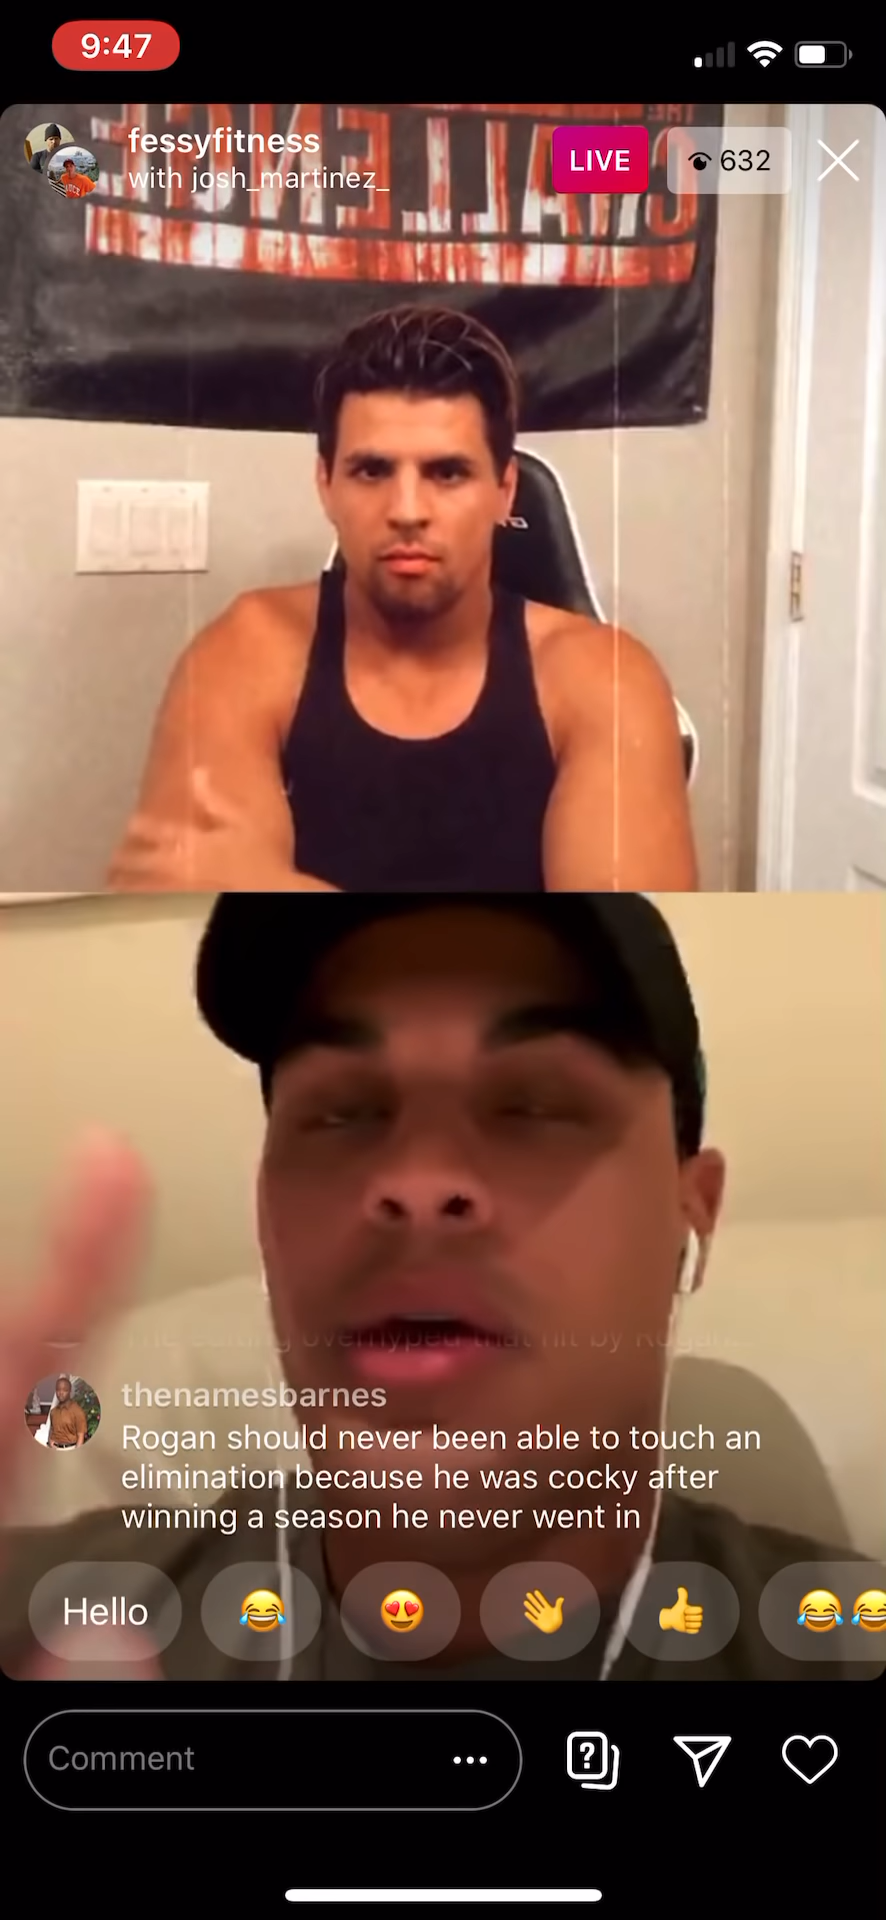 9:47
fessyfitness
with josh_martinez_
LIVE
632
CHALLENGE
thenamesbarnes
Rogan should never been able to touch an
elimination because he was cocky after
winning a season he never went in
Hello
Comment